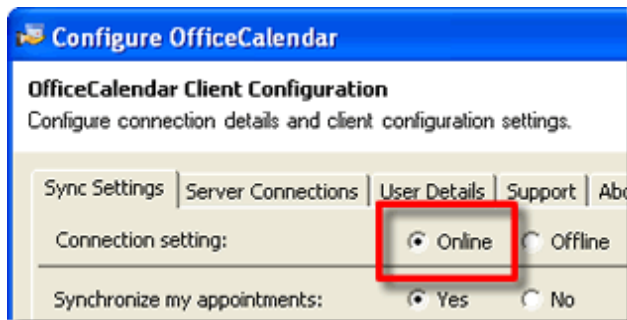 Configure OfficeCalendar
OfficeCalendar Client Configuration
Configure connection details and client configuration settings.
Sync Settings Server Connections User Details Support Abo
Connection setting: Online Offline
Synchronize my appointments: Yes No